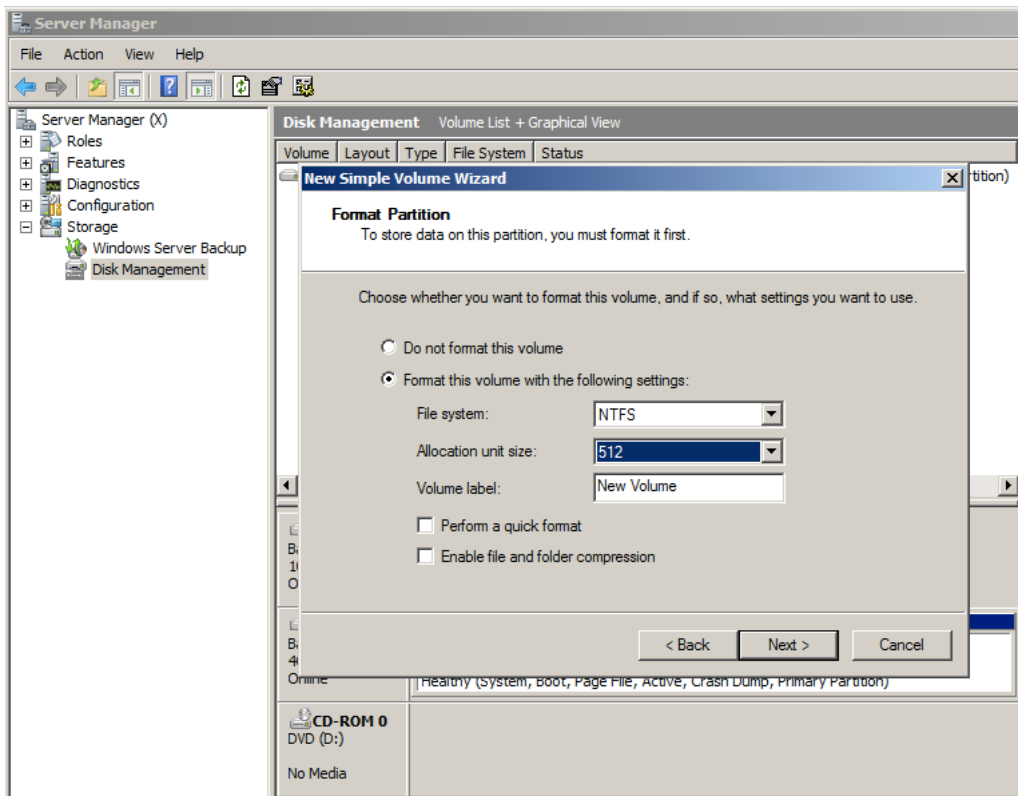 Server Manager
File Action View Help
Server Manager (X)
Roles
Features
Diagnostics
Configuration
Storage
Windows Server Backup
Disk Management
Disk Management Volume List + Graphical View
Volume Layout Type File System Status
tition)
New Simple Volume Wizard
Format Partition
To store data on this partition, you must format it first.
Choose whether you want to format this volume, and if so, what settings you want to use.
Do not format this volume
Format this volume with the following settings:
File system: NTFS
Allocation unit size: 512
Volume label: New Volume
Perform a quick format
Enable file and folder compression
< Back Next > Cancel
Online
Healthy (System, Boot, Page File, Active, Crash Dump, Primary Partition)
CD-ROM 0
DVD (D:)
No Media